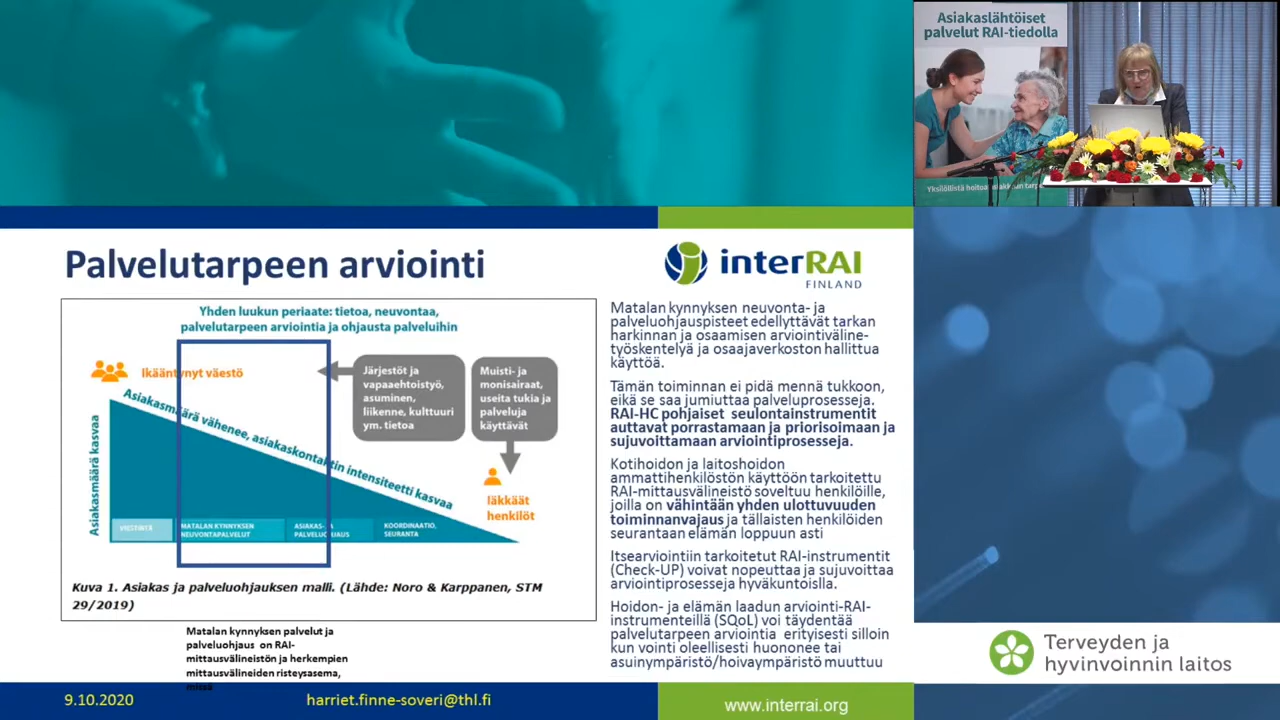 Asiakaslähtöiset
palvelut RAI-tiedolla
Yksilöllistä hoitoa
Palvelutarpeen arviointi
interRAI
FINLAND
Yhden luukun periaate: tietoa, neuvontaa,
palvelutarpeen arviointia ja ohjausta palveluihin
Ikääntynyt väestö
Järjestöt ja
vapaaehtoistyö,
asuminen,
liikenne, kulttuuri
ym. tietoa
Muisti- ja
monisairaat,
useita tukia ja
palveluja
käyttävät
Asiakasmäärä kasvaa
Asiakasmäärä vähenee, asiakaskontaktin intensiteetti kasvaa
Iäkkäät
henkilöt
VIESTINTÄ
MATALAN KYNNYKSEN
NEUVONTAPALVELUT
ASIAKAS- JA
PALVELUOHJAUS
KOORDINAATIO,
SEURANTA
Kuva 1. Asiakas ja palveluohjauksen malli. (Lähde: Noro & Karppanen, STM
29/2019)
Matalan kynnyksen palvelut ja
palveluohjaus on RAI-
mittausvälineistön ja herkempien
mittausvälineiden risteysasema,
missä
Matalan kynnyksen neuvonta- ja
palveluohjauspisteet edellyttävät tarkan
harkinnan ja osaamisen arviointiväline-
työskentelyä ja osaajaverkoston hallittua
käyttöä.
Tämän toiminnan ei pidä mennä tukkoon,
eikä se saa jumiuttaa palveluprosesseja.
RAI-HC pohjaiset seulontainstrumentit
auttavat porrastamaan ja priorisoimaan ja
sujuvoittamaan arviointiprosesseja.
Kotihoidon ja laitoshoidon
ammattihenkilöstön käyttöön tarkoitettu
RAI-mittausvälineistö soveltuu henkilöille,
joilla on vähintään yhden ulottuvuuden
toiminnanvajaus ja tällaisten henkilöiden
seurantaan elämän loppuun asti
Itsearviointiin tarkoitetut RAI-instrumentit
(Check-UP) voivat nopeuttaa ja sujuvoittaa
arviointiprosesseja hyväkuntoislla.
Hoidon- ja elämän laadun arviointi-RAI-
instrumenteillä (SQoL) voi täydentää
palvelutarpeen arviointia erityisesti silloin
kun vointi oleellisesti huononee tai
asuinympäristö/hoivaympäristö muuttuu
9.10.2020
harriet.finne-soveri@thl.fi
www.interrai.org
Terveyden ja
hyvinvoinnin laitos